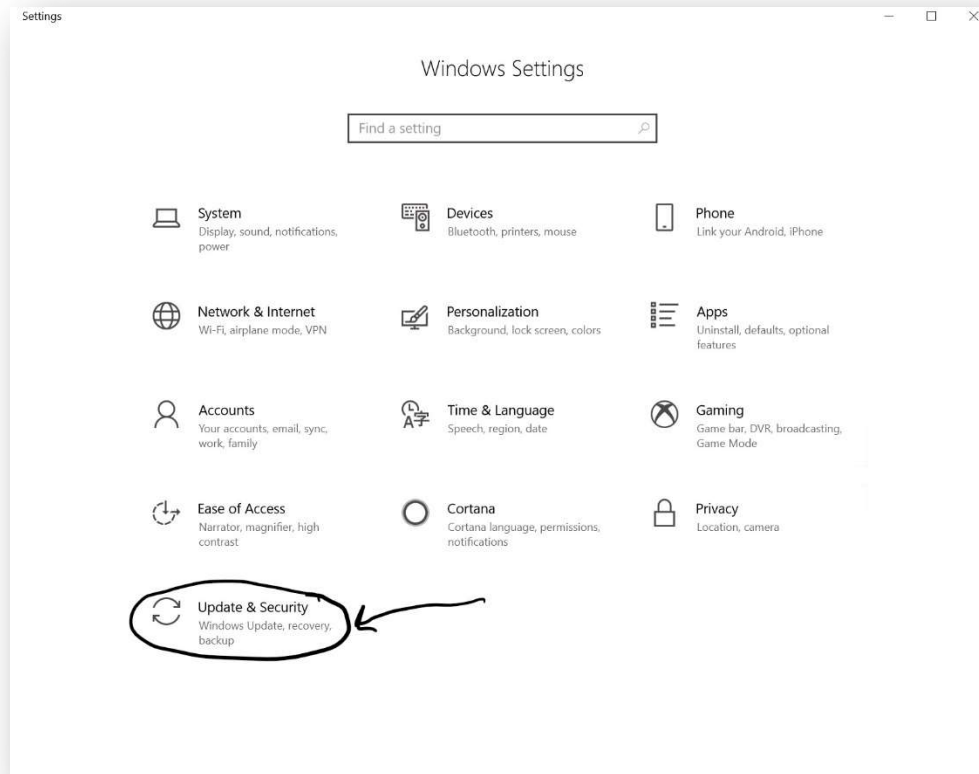 Settings
Windows Settings
Find a setting
System
Display, sound, notifications,
power
Devices
Bluetooth, printers, mouse
Phone
Link your Android, iPhone
Network & Internet
Wi-Fi, airplane mode, VPN
Personalization
Background, lock screen, colors
Apps
Uninstall, defaults, optional
features
Accounts
Your accounts, email, sync,
work, family
Time & Language
Speech, region, date
Gaming
Game bar, DVR, broadcasting,
Game Mode
Ease of Access
Narrator, magnifier, high
contrast
Cortana
Cortana language, permissions,
notifications
Privacy
Location, camera
Update & Security
Windows Update, recovery,
backup